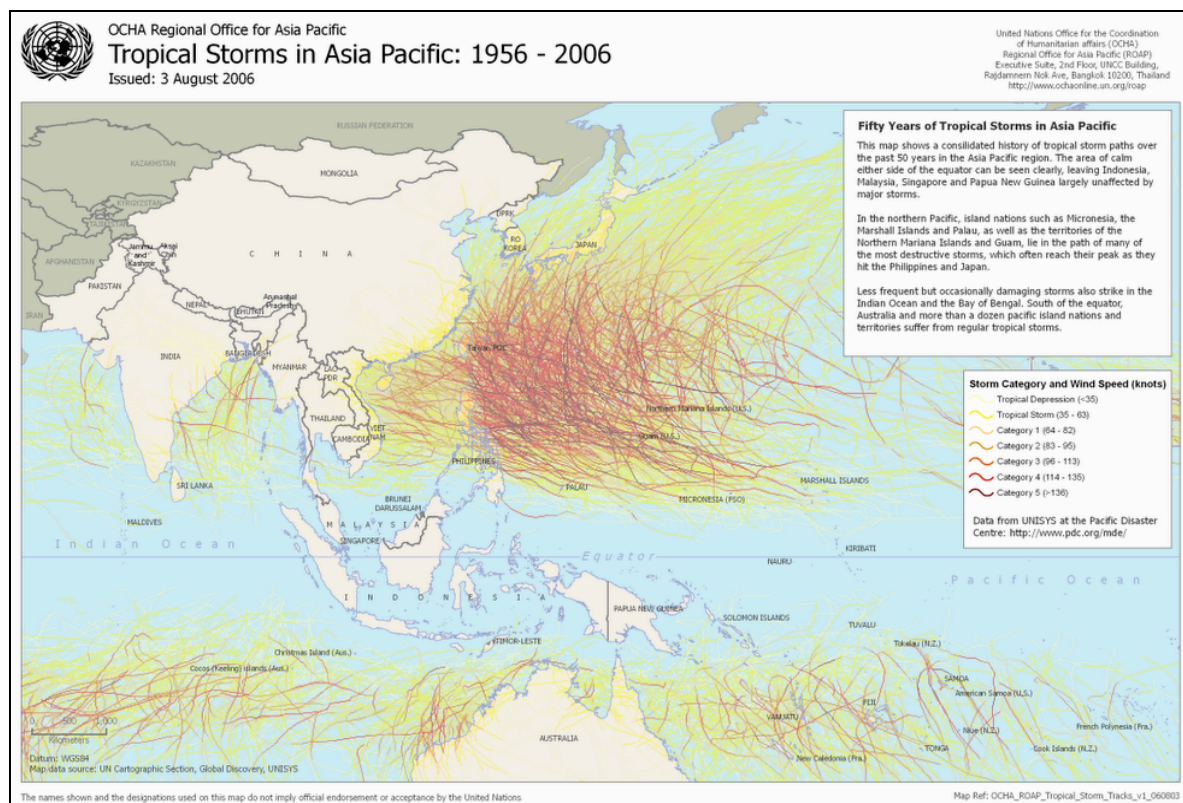 OCHA Regional Office for Asia Pacific
Tropical Storms in Asia Pacific: 1956 - 2006
Issued: 3 August 2006
United Nations Office for the Coordination
of Humanitarian affairs (OCHA)
Regional Office for Asia Pacific (ROAP)
Executive Suite, 2nd Floor, UNCC Building,
Rajdamnern Nok Ave, Bangkok 10200, Thailand
http://www.ochaonline.un.org/roap
Fifty Years of Tropical Storms in Asia Pacific
This map shows a considilated history of tropical storm paths over
the past 50 years in the Asia Pacific region. The area of calm
either side of the equator can be seen clearly, leaving Indonesia,
Malaysia, Singapore and Papua New Guinea largely unaffected by
major storms.
In the northern Pacific, island nations such as Micronesia, the
Marshall Islands and Palau, as well as the territories of the
Northern Mariana Islands and Guam, lie in the path of many of
the most destructive storms, which often reach their peak as they
hit the Philippines and Japan.
Less frequent but occasionally damaging storms also strike in the
Indian Ocean and the Bay of Bengal. South of the equator,
Australia and more than a dozen pacific island nations and
territories suffer from regular tropical storms.
RUSSIAN FEDERATION
KAZAKHSTAN
MONGOLIA
KYRGYZSTAN
TAJIKISTAN
DPRK
RO
KOREA
JAPAN
AFGHANISTAN
Jammu
and
Kashmir
Aksai
Chin
CHINA
PAKISTAN
NEPAL
Arunashal
Pradesh
BHUTAN
IRAN
INDIA
BANGLADESH
MYANMAR
LAO
PDR
Taiwan POC
THAILAND
VIET
NAM
CAMBODIA
Northern Mariana Islands (U.S.)
Guam (U.S.)
PHILIPPINES
SRI LANKA
PALAU
MARSHALL ISLANDS
MICRONESIA (FSO)
BRUNEI
DARUSSALAM
MALDIVES
MALAYSIA
SINGAPORE
Indian Ocean
Equator
KIRIBATI
NAURU
Pacific Ocean
INDONESIA
PAPUA NEW GUINEA
SOLOMON ISLANDS
TUVALU
TIMOR-LESTE
Tokelau (N.Z.)
Christmas Island (Aus.)
Cocos (Keeling) islands (Aus.)
SAMOA
American Samoa (U.S.)
FIJI
VANUATU
Niue (N.Z.)
French Polynesia (Fra.)
AUSTRALIA
TONGA
Cook Islands (N.Z.)
New Caledonia (Fra.)
Storm Category and Wind Speed (knots)
Tropical Depression (<35)
Tropical Storm (35 - 63)
Category 1 (64 - 82)
Category 2 (83 - 95)
Category 3 (96 - 113)
Category 4 (114 - 135)
Category 5 (>136)
Data from UNISYS at the Pacific Disaster
Centre: http://www.pdc.org/mde/
0 500 1,000
Kilometers
Datum: WGS84
Map data source: UN Cartographic Section, Global Discovery, UNISYS
The names shown and the designations used on this map do not imply official endorsement or acceptance by the United Nations
Map Ref: OCHA_ROAP_Tropical_Storm_Tracks_v1_060803